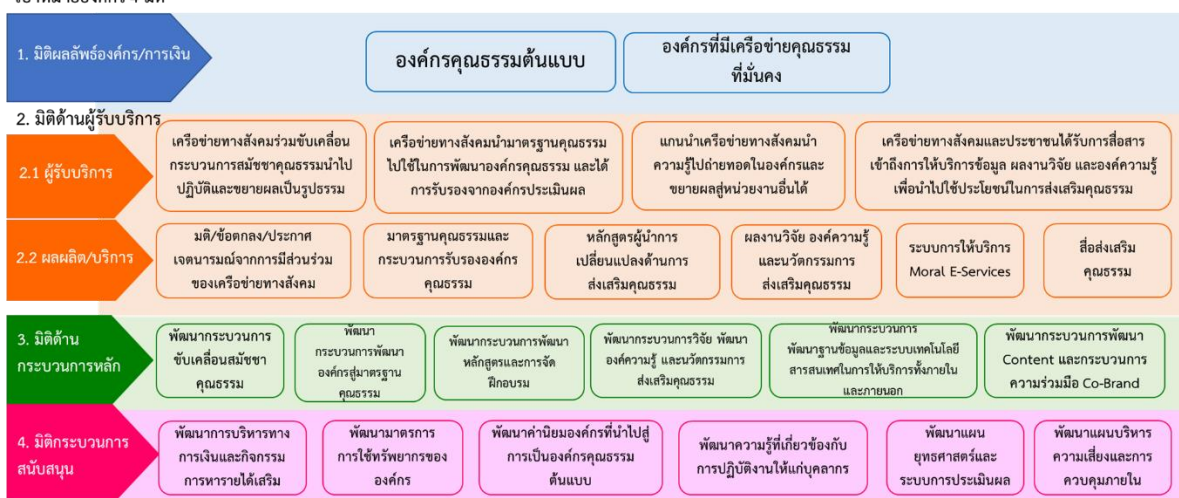 1. มิติผลลัพธ์องค์กร/การเงิน
องค์กรคุณธรรมต้นแบบ
องค์กรที่มีเครือข่ายคุณธรรม
ที่มั่นคง
2. มิติด้านผู้รับบริการ
2.1 ผู้รับบริการ
เครือข่ายทางสังคมร่วมขับเคลื่อน
กระบวนการสมัชชาคุณธรรมนำไป
ปฏิบัติและขยายผลเป็นรูปธรรม
เครือข่ายทางสังคมนำมาตรฐานคุณธรรม
ไปใช้ในการพัฒนาองค์กรคุณธรรม และได้
การรับรองจากองค์กรประเมินผล
แกนนำเครือข่ายทางสังคมนำ
ความรู้ไปถ่ายทอดในองค์กรและ
ขยายผลสู่หน่วยงานอื่นได้
เครือข่ายทางสังคมและประชาชนได้รับการสื่อสาร
เข้าถึงการให้บริการข้อมูล ผลงานวิจัย และองค์ความรู้
เพื่อนำไปใช้ประโยชน์ในการส่งเสริมคุณธรรม
2.2 ผลผลิต/บริการ
มติ/ข้อตกลง/ประกาศ
เจตนารมณ์จากการมีส่วนร่วม
ของเครือข่ายทางสังคม
มาตรฐานคุณธรรมและ
กระบวนการรับรององค์กร
คุณธรรม
หลักสูตรผู้นำการ
เปลี่ยนแปลงด้านการ
ส่งเสริมคุณธรรม
ผลงานวิจัย องค์ความรู้
และนวัตกรรมการ
ส่งเสริมคุณธรรม
ระบบการให้บริการ
Moral E-Services
สื่อส่งเสริม
คุณธรรม
3. มิติด้าน
กระบวนการหลัก
พัฒนากระบวนการ
ขับเคลื่อนสมัชชา
คุณธรรม
พัฒนา
กระบวนการพัฒนา
องค์กรสู่มาตรฐาน
คุณธรรม
พัฒนากระบวนการพัฒนา
หลักสูตรและการจัด
ฝึกอบรม
พัฒนากระบวนการวิจัย พัฒนา
องค์ความรู้ และนวัตกรรมการ
ส่งเสริมคุณธรรม
พัฒนากระบวนการ
พัฒนาฐานข้อมูลและระบบเทคโนโลยี
สารสนเทศในการให้บริการทั้งภายใน
และภายนอก
พัฒนากระบวนการพัฒนา
Content และกระบวนการ
ความร่วมมือ Co-Brand
4. มิติกระบวนการ
สนับสนุน
พัฒนาการบริหารทาง
การเงินและกิจกรรม
การหารายได้เสริม
พัฒนามาตรการ
การใช้ทรัพยากรของ
องค์กร
พัฒนาค่านิยมองค์กรที่นำไปสู่
การเป็นองค์กรคุณธรรม
ต้นแบบ
พัฒนาความรู้ที่เกี่ยวข้องกับ
การปฏิบัติงานให้แก่บุคลากร
พัฒนาแผน
ยุทธศาสตร์และ
ระบบการประเมินผล
พัฒนาแผนบริหาร
ความเสี่ยงและการ
ควบคุมภายใน